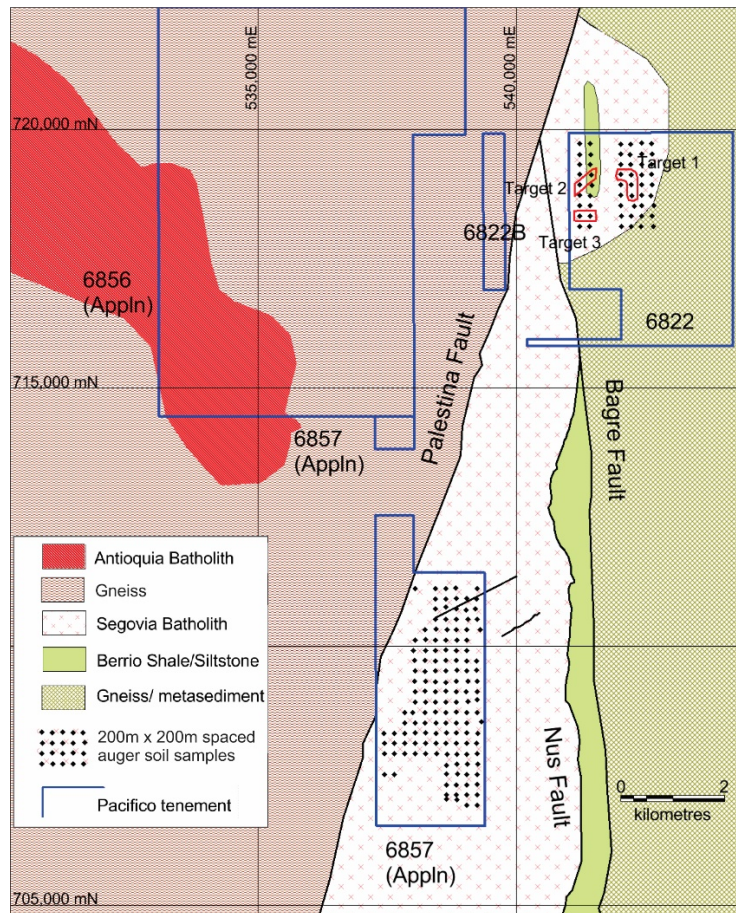 535,000 mE
540,000 mE
720,000 mN
Target 1
Target 2
6822B
Target 3
6856
(Appln)
6822
715,000 mN
Palestina Fault
Bagre Fault
6857
(Appln)
Antioquia Batholith
Gneiss
Segovia Batholith
Berrio Shale/Siltstone
Gneiss/ metasediment
200m x 200m spaced
auger soil samples
Pacifico tenement
Nus Fault
0 2
kilometres
6857
(Appln)
705,000 mN